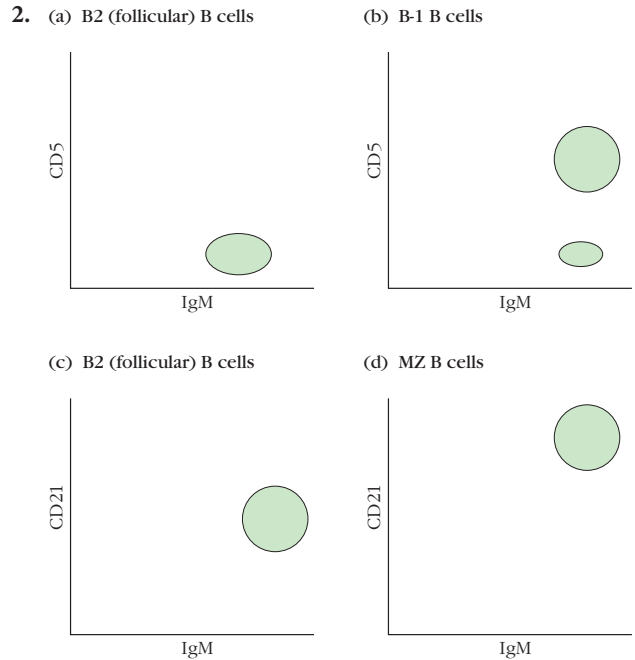 2. (a) B2 (follicular) B cells
(b) B-1 B cells
CD5
IgM
CD5
IgM
(c) B2 (follicular) B cells
(d) MZ B cells
CD21
IgM
CD21
IgM